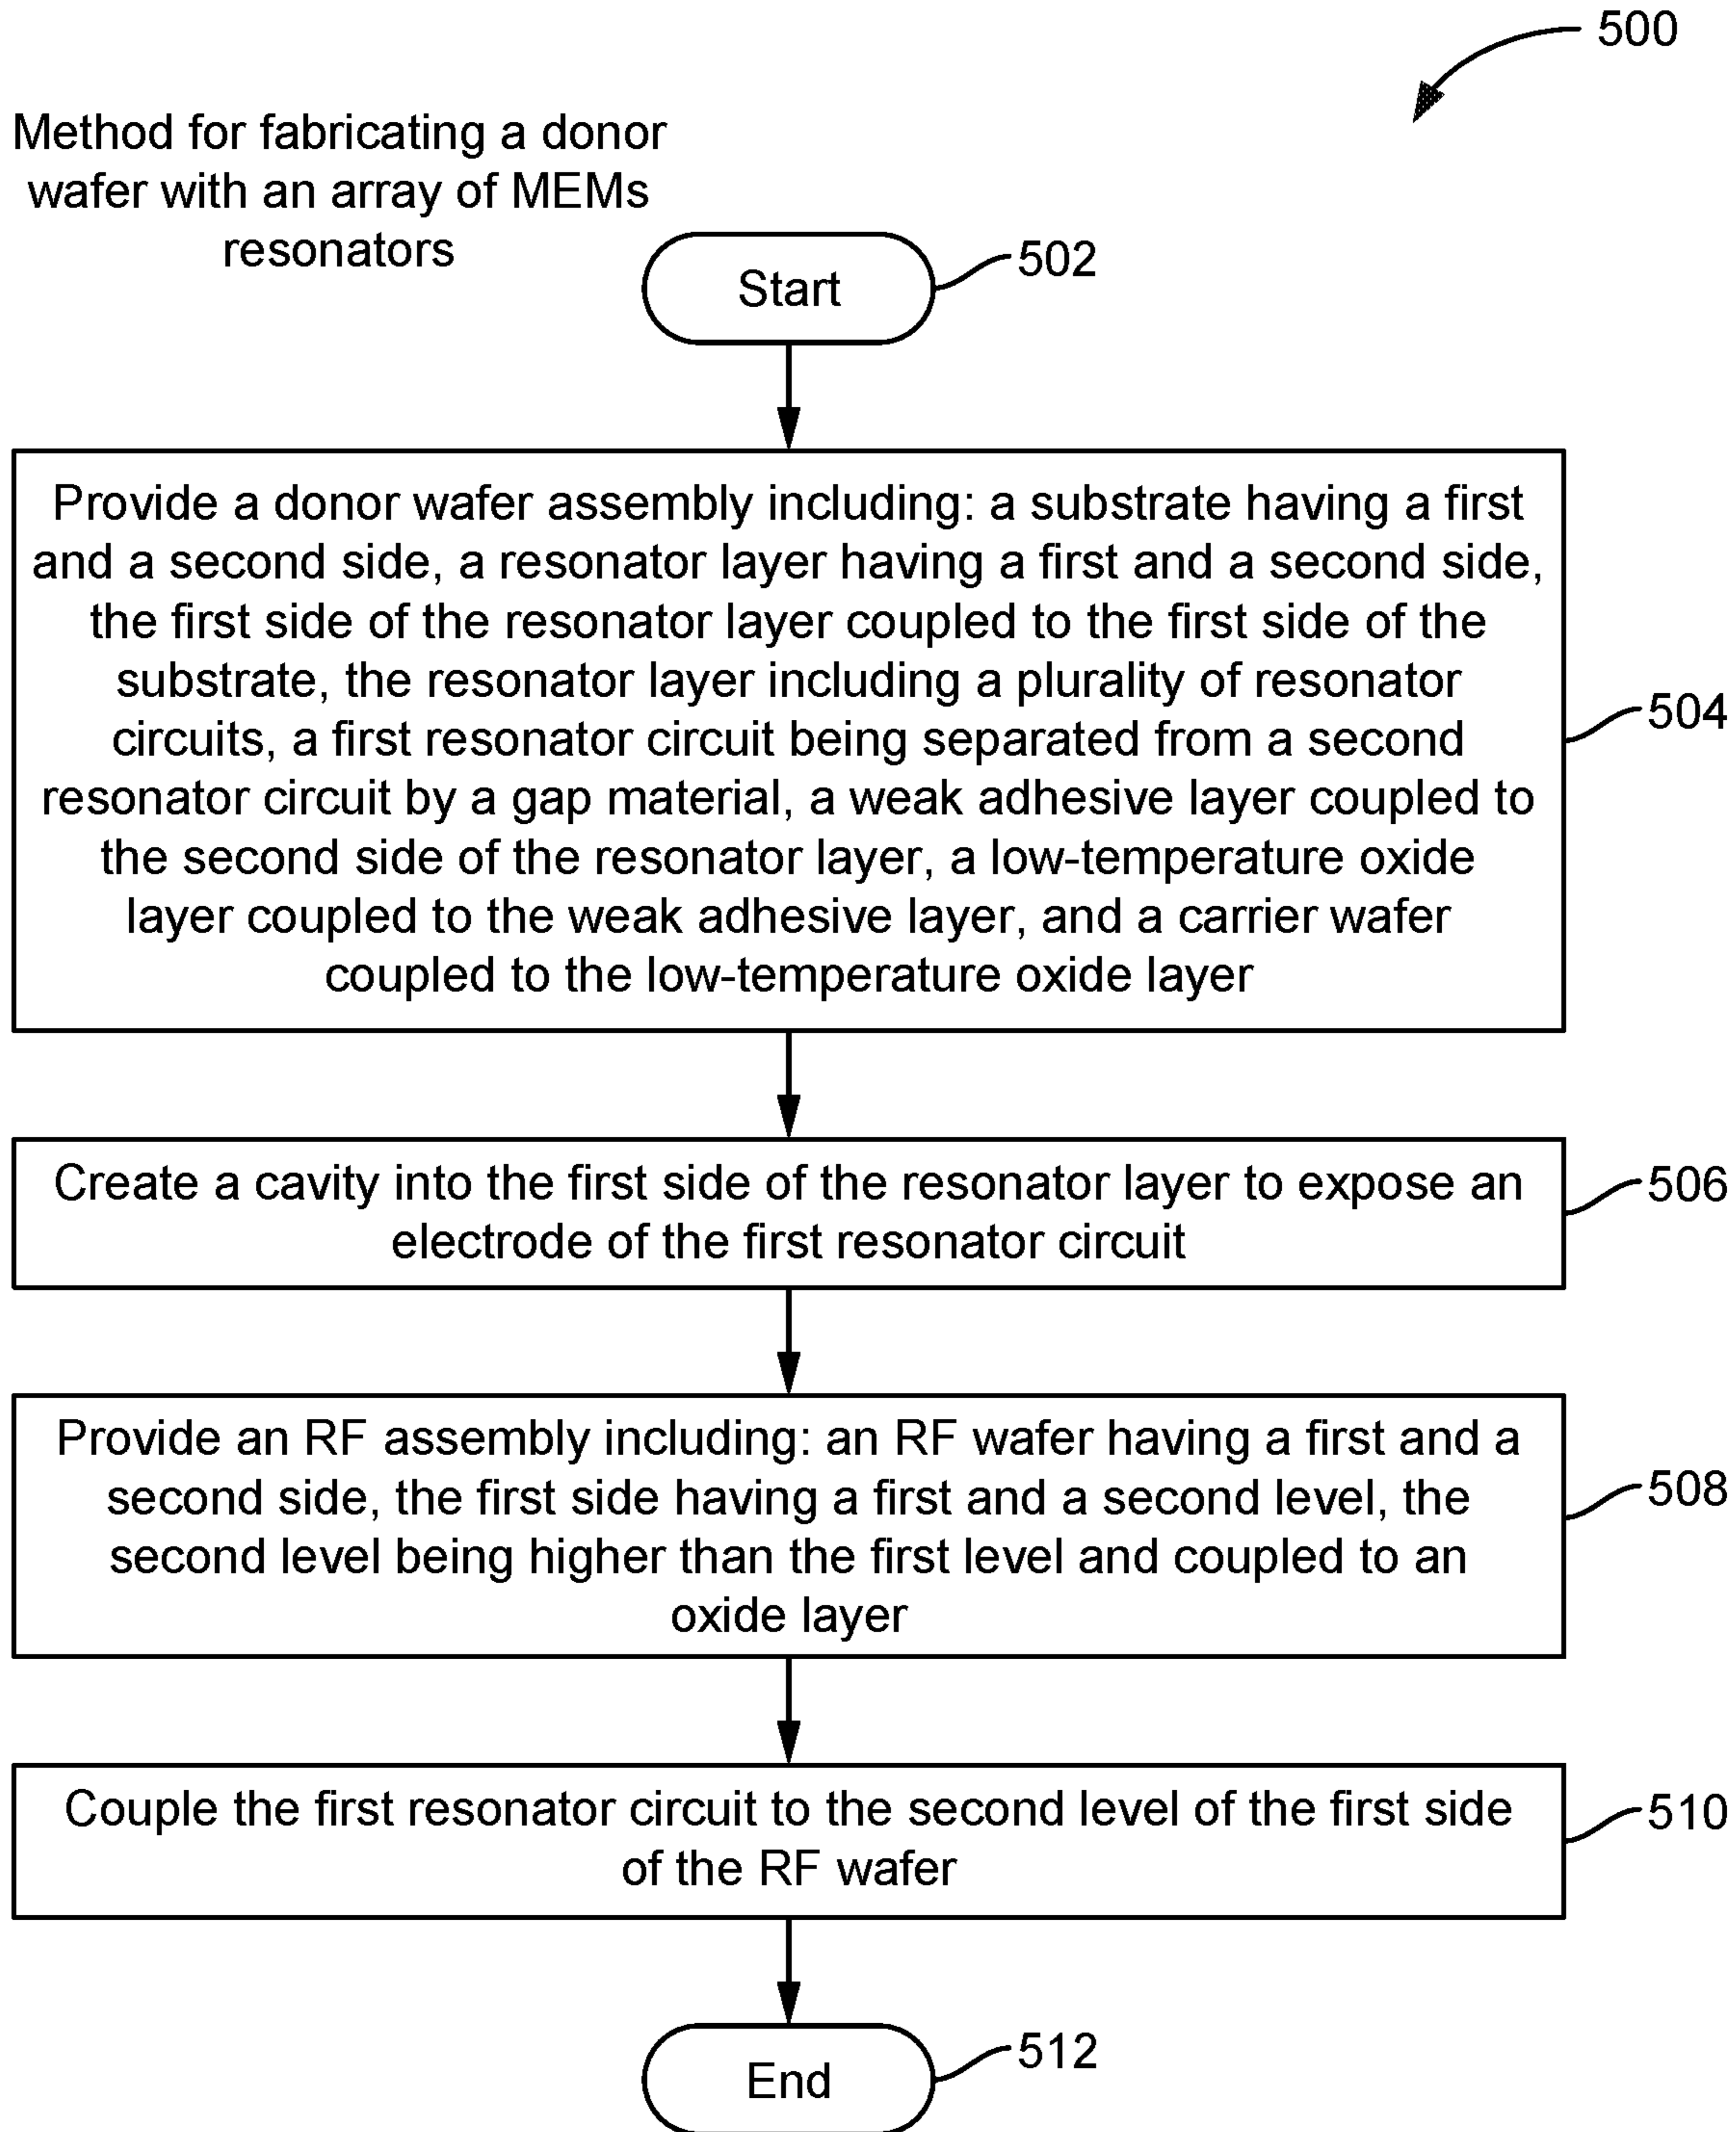 500
Method for fabricating a donor
wafer with an array of MEMs
resonators
Start
502
Provide a donor wafer assembly including: a substrate having a first
and a second side, a resonator layer having a first and a second side,
the first side of the resonator layer coupled to the first side of the
substrate, the resonator layer including a plurality of resonator
circuits, a first resonator circuit being separated from a second
resonator circuit by a gap material, a weak adhesive layer coupled to
the second side of the resonator layer, a low-temperature oxide
layer coupled to the weak adhesive layer, and a carrier wafer
coupled to the low-temperature oxide layer
504
Create a cavity into the first side of the resonator layer to expose an
electrode of the first resonator circuit
506
Provide an RF assembly including: an RF wafer having a first and a
second side, the first side having a first and a second level, the
second level being higher than the first level and coupled to an
oxide layer
508
Couple the first resonator circuit to the second level of the first side
of the RF wafer
510
End
512